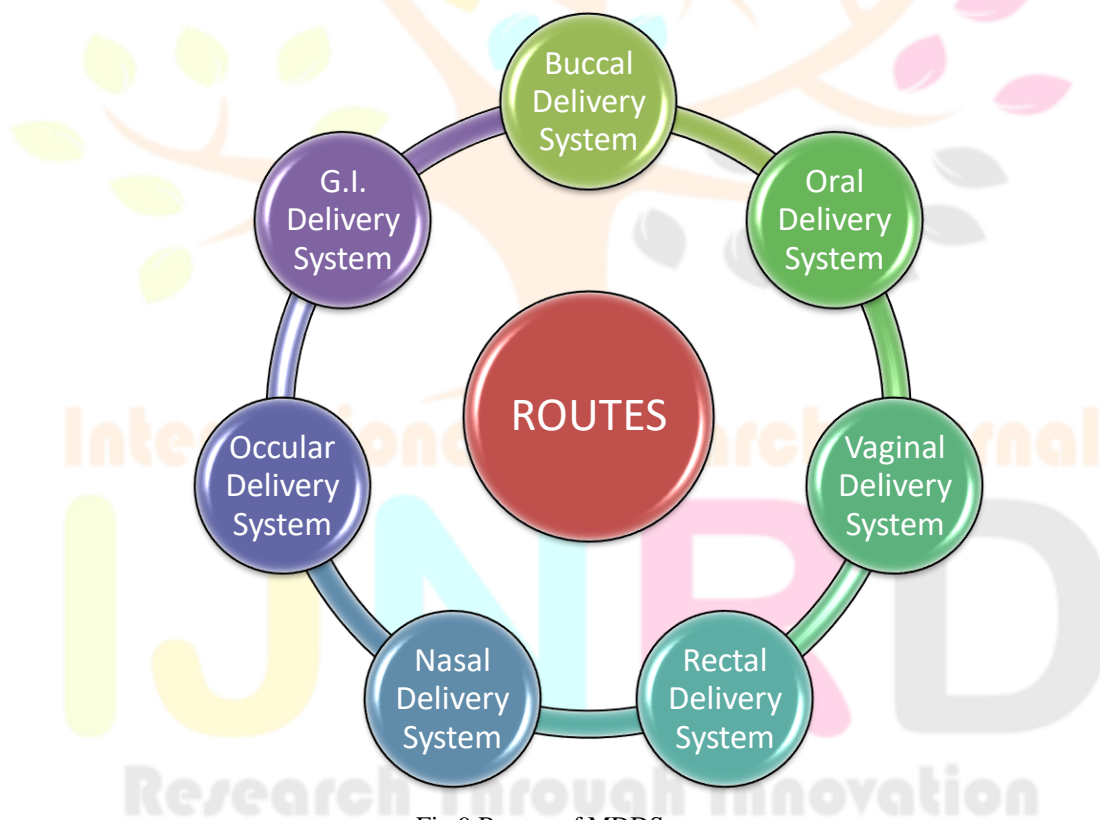 Buccal
Delivery
System
Oral
Delivery
System
Vaginal
Delivery
System
Rectal
Delivery
System
Nasal
Delivery
System
Occular
Delivery
System
G.I.
Delivery
System
ROUTES
IJNRD
Research Through Innovation